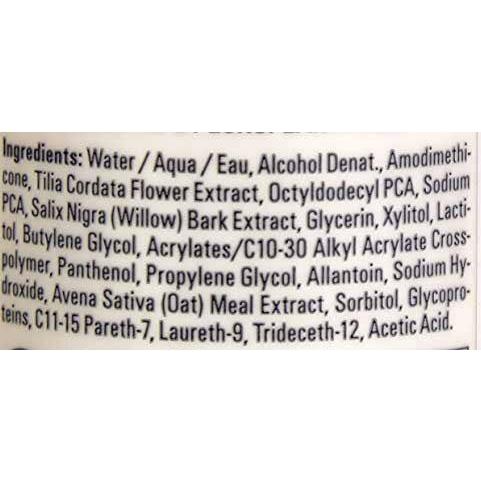 Ingredients: Water / Aqua / Eau, Alcohol Denat., Amodimethi-
cone, Tilia Cordata Flower Extract, Octyldodecyl PCA, Sodium
PCA, Salix Nigra (Willow) Bark Extract, Glycerin, Xylitol, Lacti-
tol, Butylene Glycol, Acrylates/C10-30 Alkyl Acrylate Cross-
polymer, Panthenol, Propylene Glycol, Allantoin, Sodium Hy-
droxide, Avena Sativa (Oat) Meal Extract, Sorbitol, Glycopro-
teins, C11-15 Pareth-7, Laureth-9, Trideceth-12, Acetic Acid.